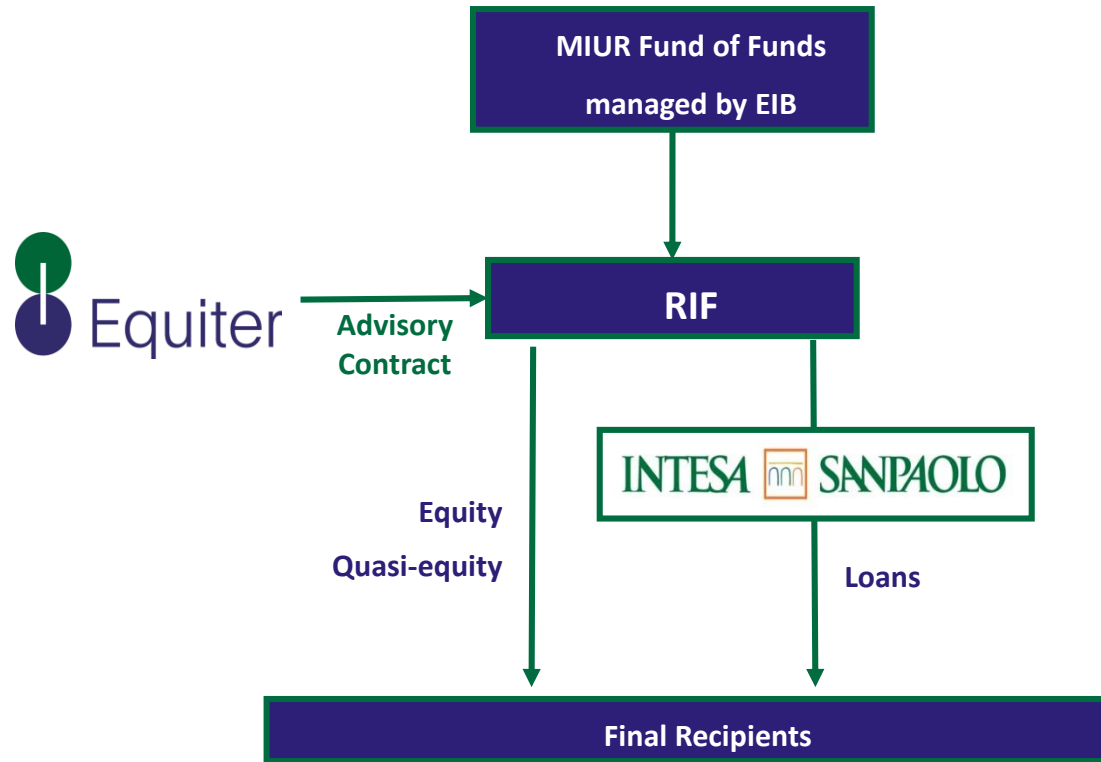 MIUR Fund of Funds
managed by EIB
Equiter
Advisory
Contract
RIF
INTESA SANPAOLO
Equity
Quasi-equity
Loans
Final Recipients